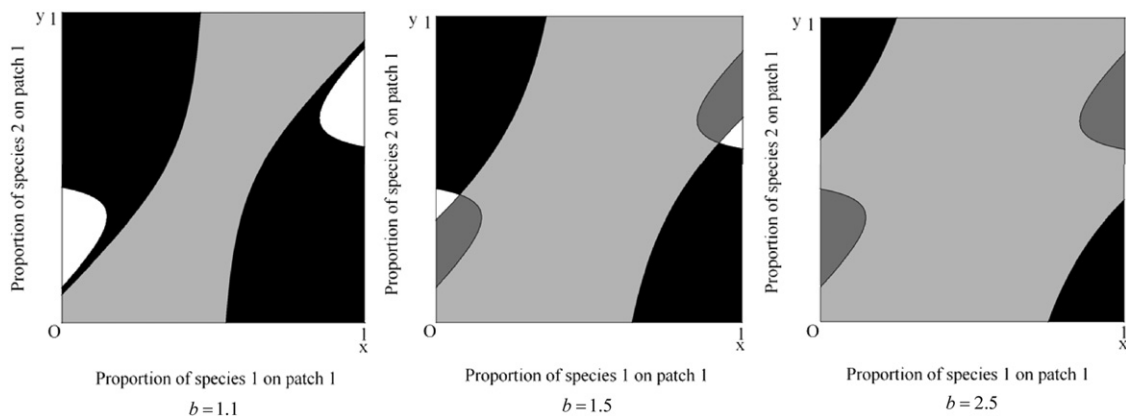 y 1
Proportion of species 2 on patch 1
O
1
x
Proportion of species 1 on patch 1
b = 1.1
y 1
Proportion of species 2 on patch 1
O
1
x
Proportion of species 1 on patch 1
b = 1.5
y 1
Proportion of species 2 on patch 1
O
1
x
Proportion of species 1 on patch 1
b = 2.5